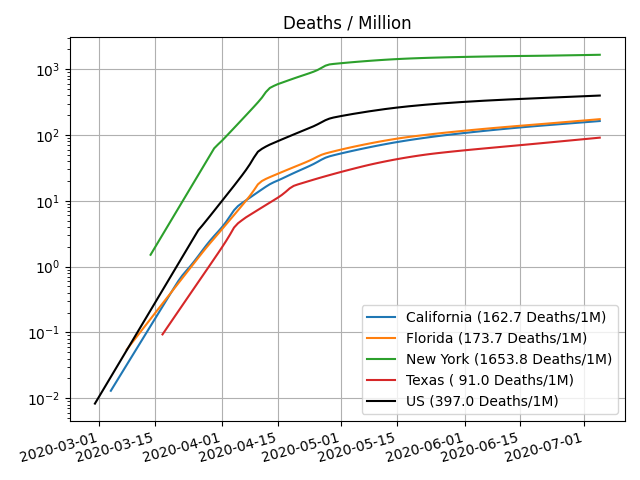 Deaths / Million
10³
10²
10¹
10⁰
10⁻¹
10⁻²
California (162.7 Deaths/1M)
Florida (173.7 Deaths/1M)
New York (1653.8 Deaths/1M)
Texas ( 91.0 Deaths/1M)
US (397.0 Deaths/1M)
2020-03-01
2020-03-15
2020-04-01
2020-04-15
2020-05-01
2020-05-15
2020-06-01
2020-06-15
2020-07-01